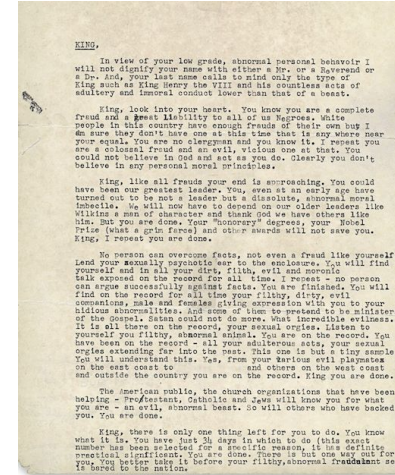 KING,
In view of your low grade, abnormal personal behavoir I
will not dignify your name with either a Mr. or a Reverend or
a Dr. And, your last name calls to mind only the type of
King such as King Henry the VIII and his countless acts of
adultery and immoral conduct lower than that of a beast.
King, look into your heart. You know you are a complete
fraud and a great liability to all of us Negroes. White
people in this country have enough frauds of their own but I
am sure they don't have one at this time that is any where near
your equal. You are no clergyman and you know it. I repeat you
are a colossal fraud and an evil, vicious one at that. You
could not believe in God and act as you do. Clearly you don't
believe in any personal moral principles.
King, like all frauds your end is approaching. You could
have been our greatest leader. You, even at an early age have
turned out to be not a leader but a dissolute, abnormal moral
imbecile. We will now have to depend on our older leaders like
Wilkins a man of character and thank God we have others like
him. But you are done. Your "honorary" degrees, your Nobel
Prize (what a grim farce) and other awards will not save you.
King, I repeat you are done.
No person can overcome facts, not even a fraud like yourself
Lend your sexually psychotic ear to the enclosure. You will find
yourself and in all your dirt, filth, evil and moronic
talk exposed on the record for all time. I repeat - no person
can argue successfully against facts. You are finished. You will
find on the record for all time your filthy, dirty, evil
companions, male and females giving expression with you to your
hidious abnormalities. And some of them to pretend to be ministe
of the Gospel. Satan could not do more. What incredible evilness.
It is all there on the record, your sexual orgies. Listen to
yourself you filthy, abnormal animal. You are on the record. You
have been on the record - all your adulterous acts, your sexual
orgies extending far into the past. This one is but a tiny sample
You will understand this. Yes, from your various evil playmates
on the east coast to and others on the west coast
and outside the country you are on the record. King you are done.
The American public, the church organizations that have been
helping - Protestant, Catholic and Jews will know you for what
you are - an evil, abnormal beast. So will others who have backed
you. You are done.
King, there is only one thing left for you to do. You know
what it is. You have just 34 days in which to do (this exact
number has been selected for a specific reason, it has definite
practical significant. You are done. There is but one way out for
you. You better take it before your filthy, abnormal fraudulant se
is bared to the nation.